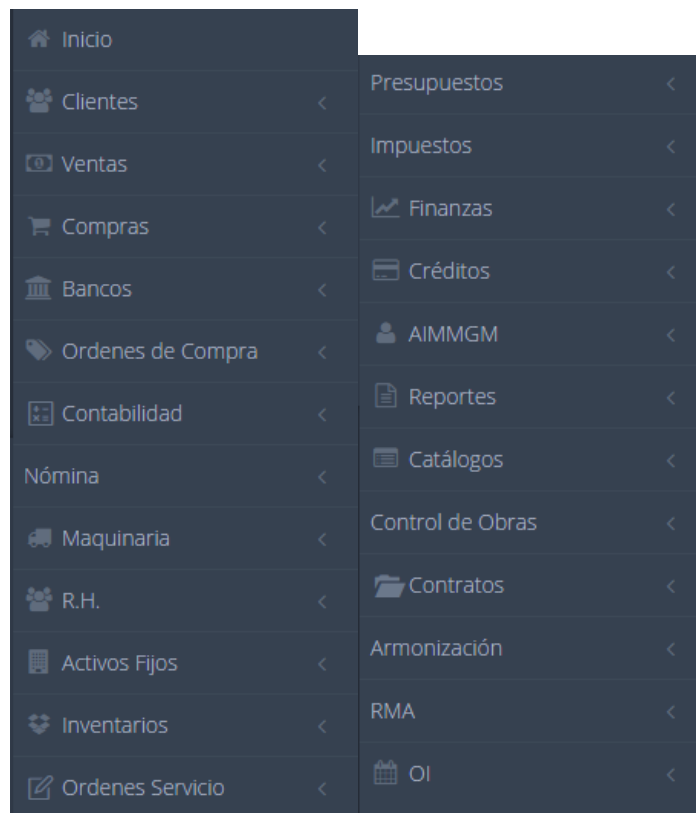 Inicio
Clientes
Ventas
Compras
Bancos
Ordenes de Compra
Contabilidad
Nómina
Maquinaria
R.H.
Activos Fijos
Inventarios
Ordenes Servicio
Presupuestos
Impuestos
Finanzas
Créditos
AIMMGM
Reportes
Catálogos
Control de Obras
Contratos
Armonización
RMA
OI